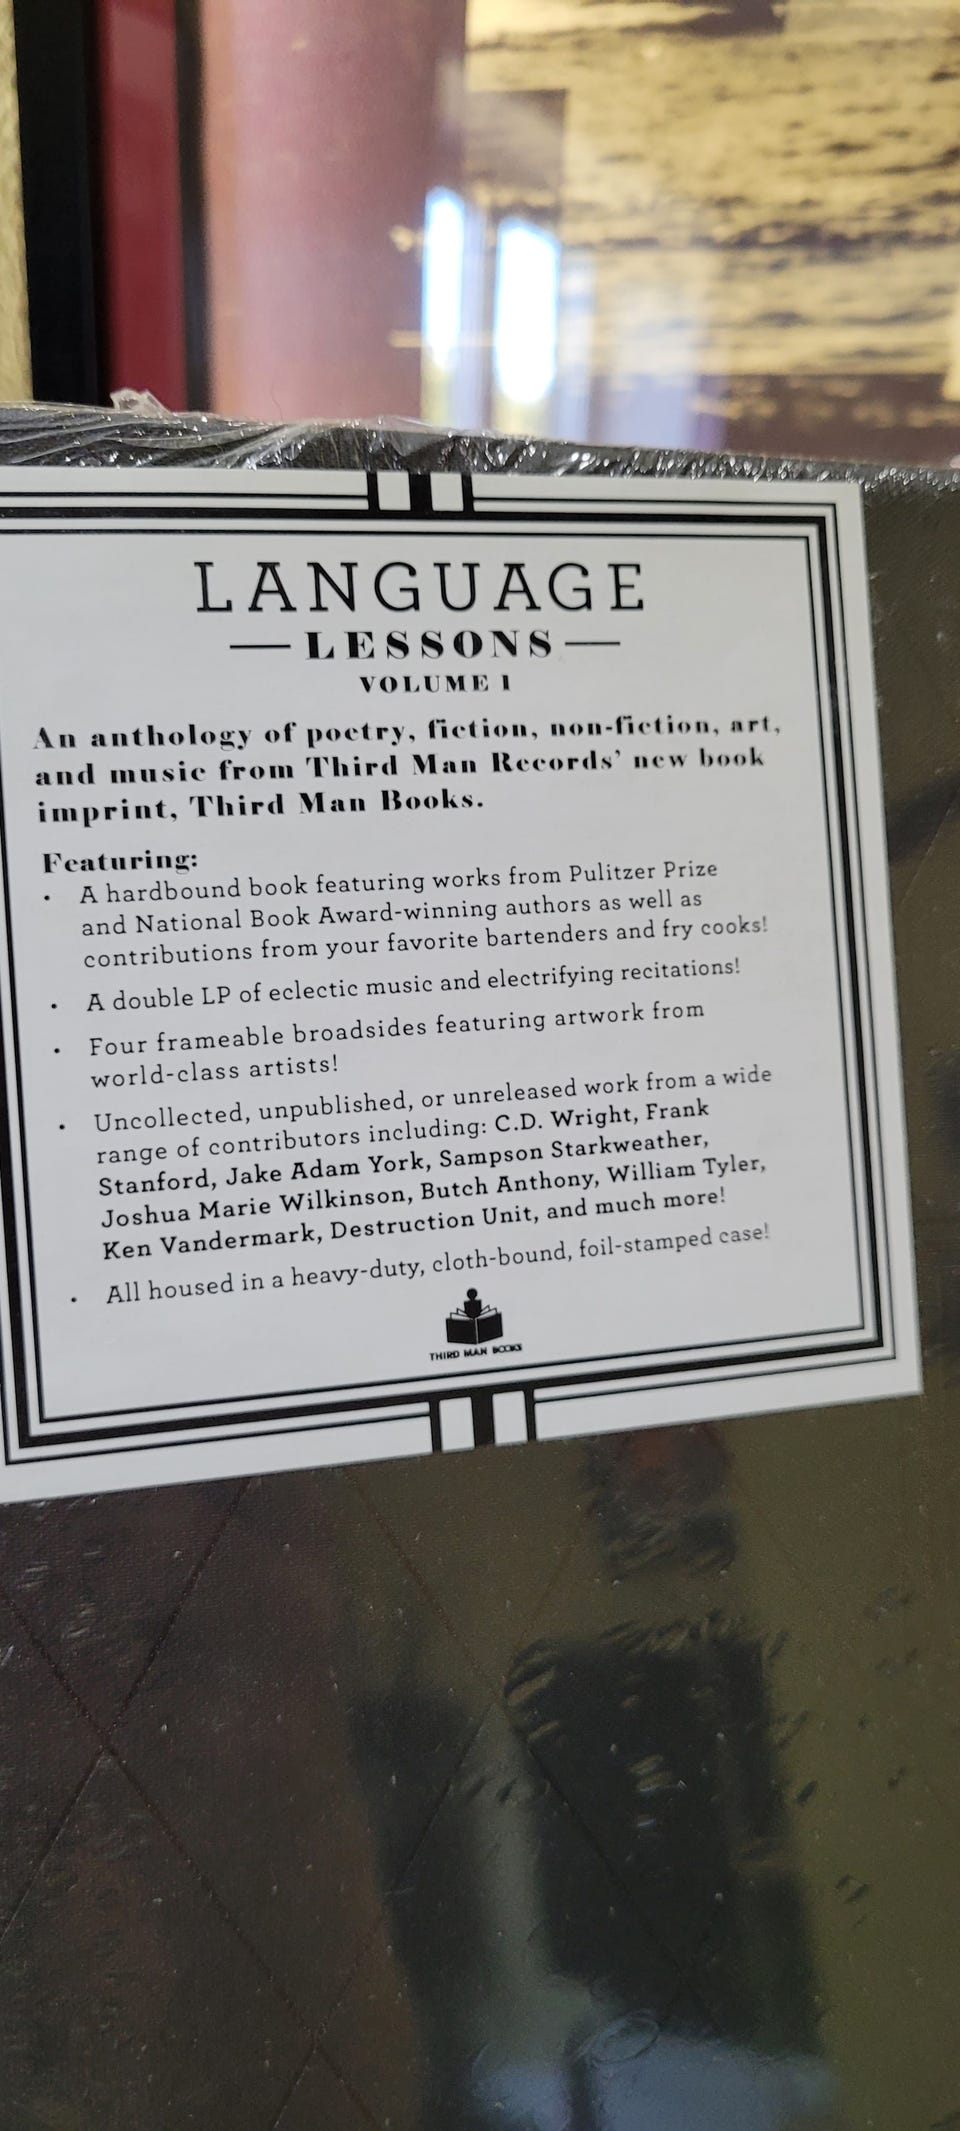 LANGUAGE
LESSONS
VOLUME 1
An anthology of poetry, fiction, non-fiction, art,
and music from Third Man Records' new book
imprint, Third Man Books.
Featuring:
• A hardbound book featuring works from Pulitzer Prize
and National Book Award-winning authors as well as
contributions from your favorite bartenders and fry cooks!
• A double LP of eclectic music and electrifying recitations!
• Four frameable broadsides featuring artwork from
world-class artists!
• Uncollected, unpublished, or unreleased work from a wide
range of contributors including: C.D. Wright, Frank
Stanford, Jake Adam York, Sampson Starkweather,
Joshua Marie Wilkinson, Butch Anthony, William Tyler,
Ken Vandermark, Destruction Unit, and much more!
• All housed in a heavy-duty, cloth-bound, foil-stamped case!
THIRD MAN BOOKS